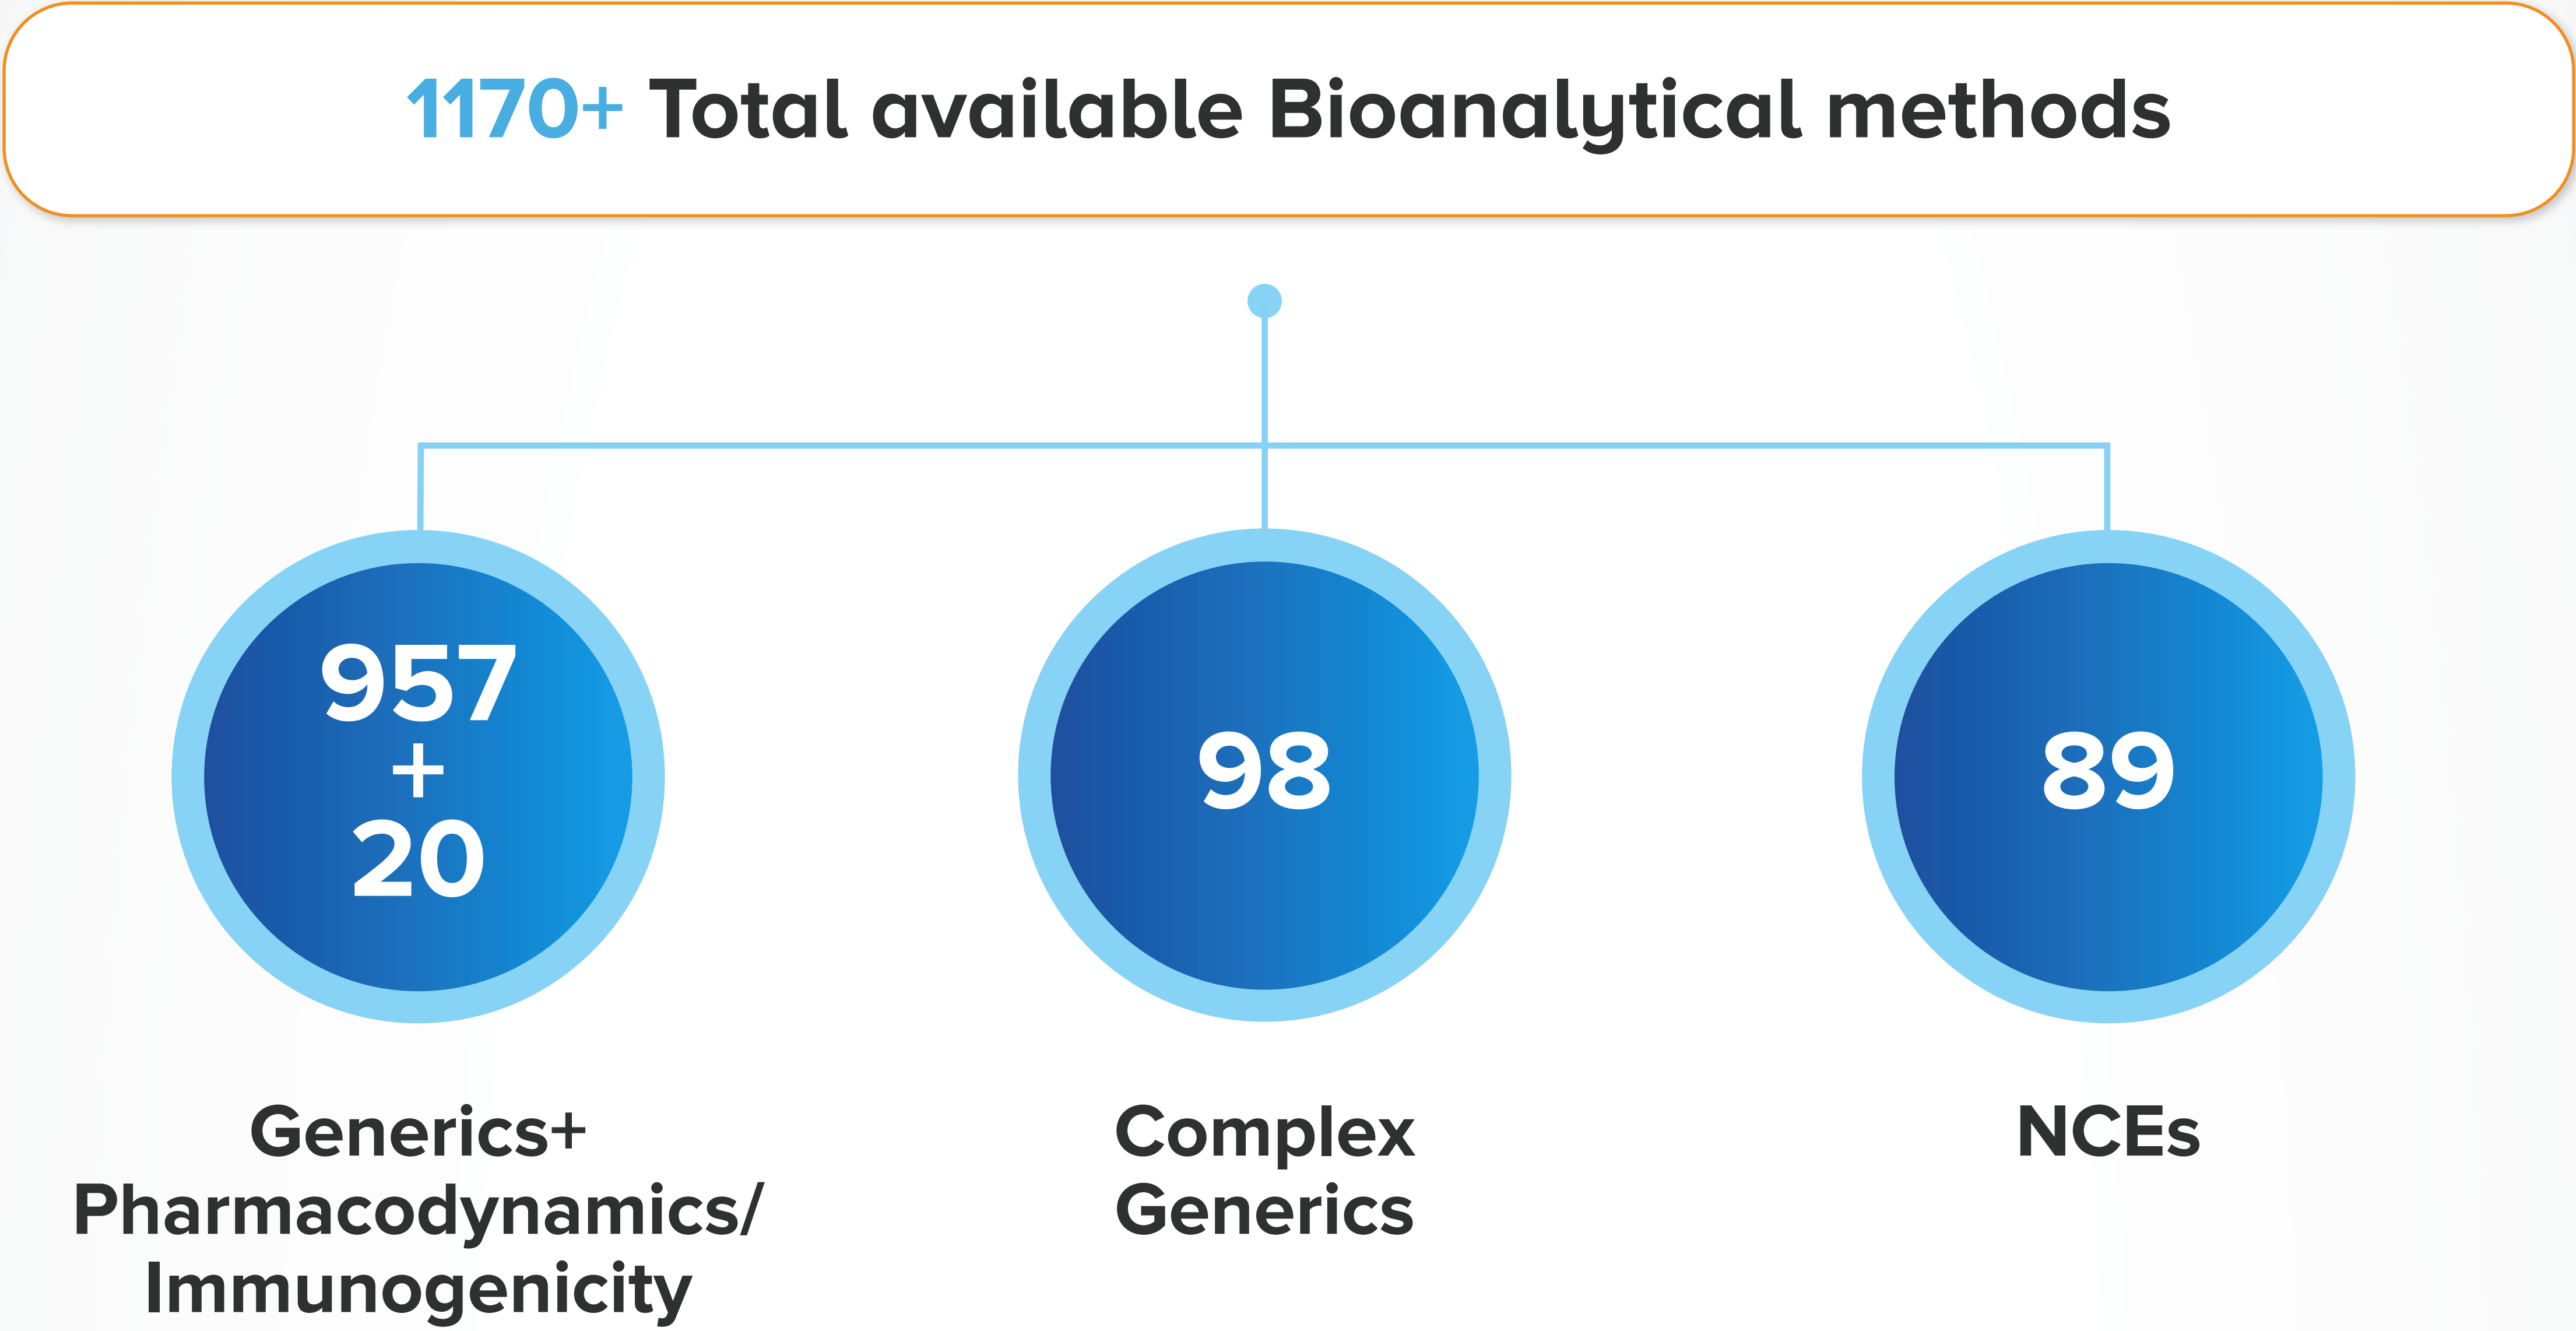 1170+ Total available Bioanalytical methods
957
+
20
98
89
Generics+
Pharmacodynamics/
Immunogenicity
Complex
Generics
NCEs